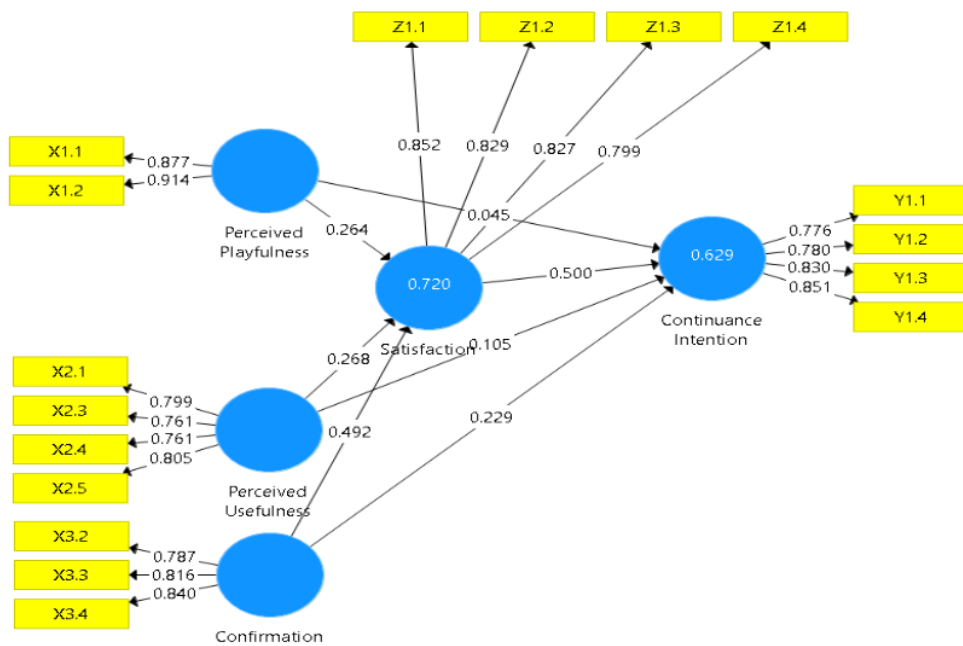 Z1.1
Z1.2
Z1.3
Z1.4
0.852
0.829
0.827
0.799
X1.1
X1.2
0.877
0.914
Perceived
Playfulness
0.264
0.045
0.720
Satisfaction
0.500
0.629
Continuance
Intention
Y1.1
Y1.2
Y1.3
Y1.4
0.776
0.780
0.830
0.851
X2.1
X2.3
X2.4
X2.5
0.799
0.761
0.761
0.805
Perceived
Usefulness
0.268
0.105
0.492
0.229
X3.2
X3.3
X3.4
0.787
0.816
0.840
Confirmation